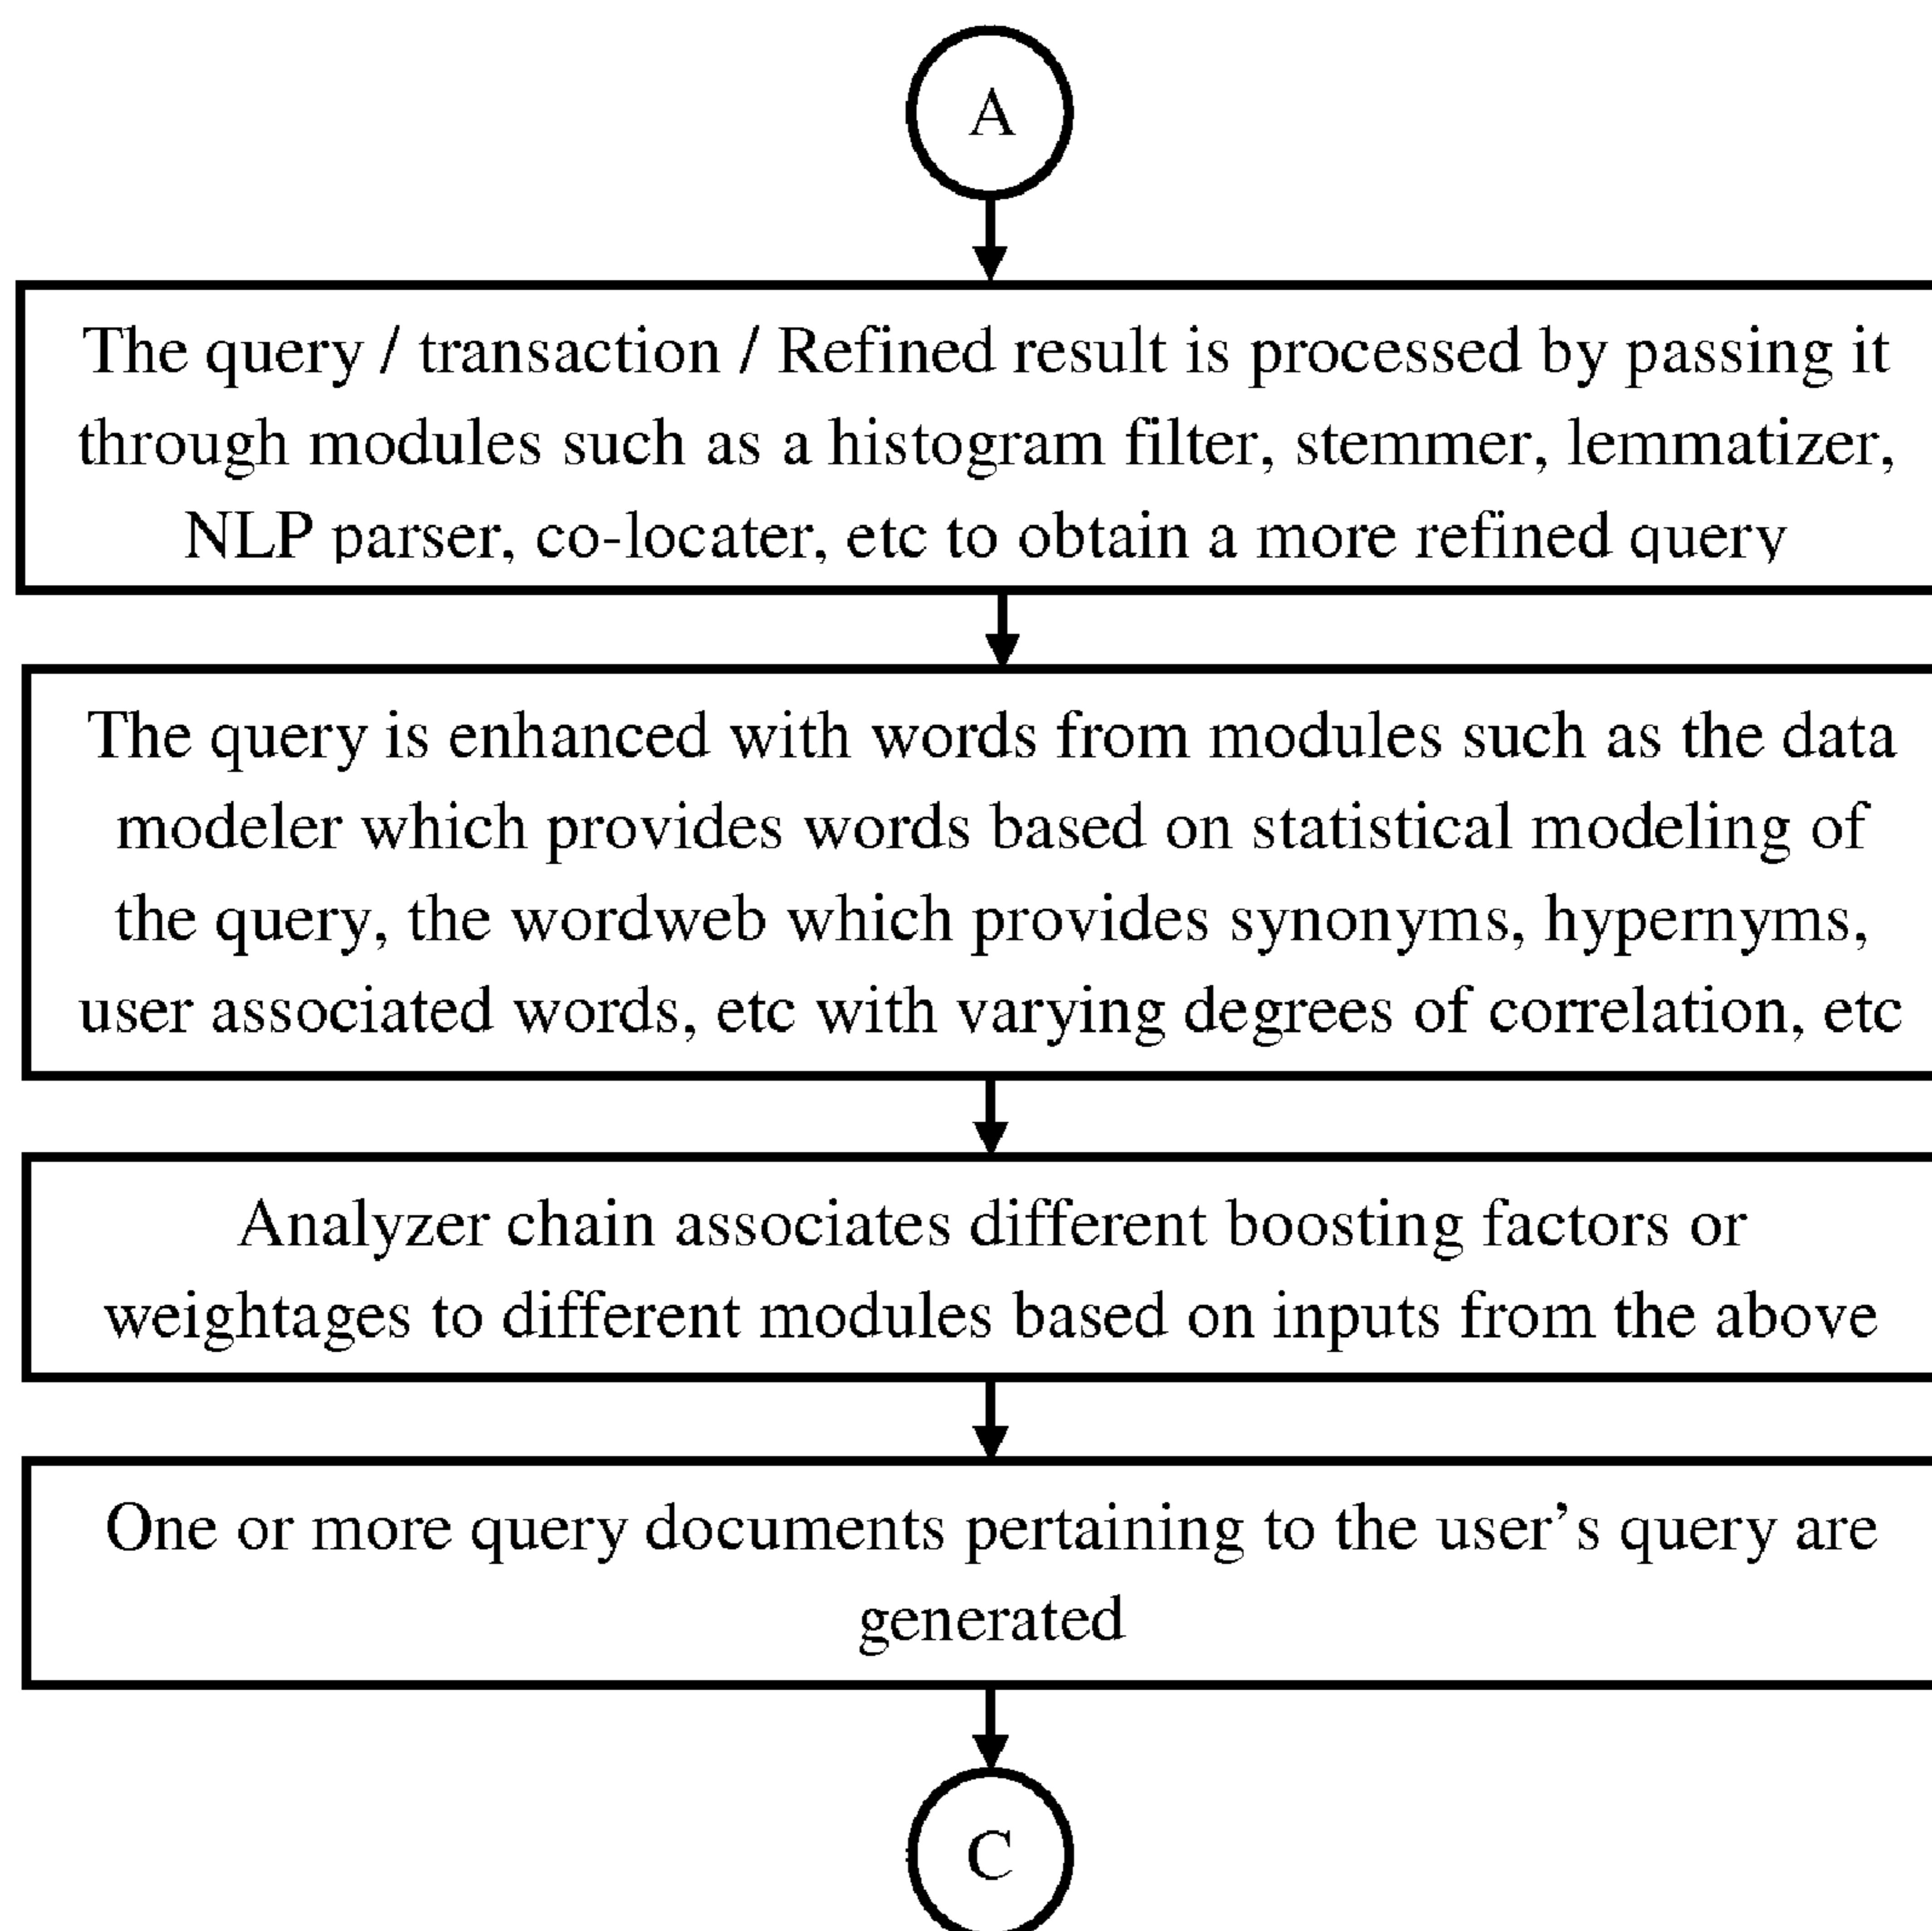 A
The query / transaction / Refined result is processed by passing it
through modules such as a histogram filter, stemmer, lemmatizer,
NLP parser, co-locater, etc to obtain a more refined query
The query is enhanced with words from modules such as the data
modeler which provides words based on statistical modeling of
the query, the wordweb which provides synonyms, hypernyms,
user associated words, etc with varying degrees of correlation, etc
Analyzer chain associates different boosting factors or
weightages to different modules based on inputs from the above
One or more query documents pertaining to the user’s query are
generated
C